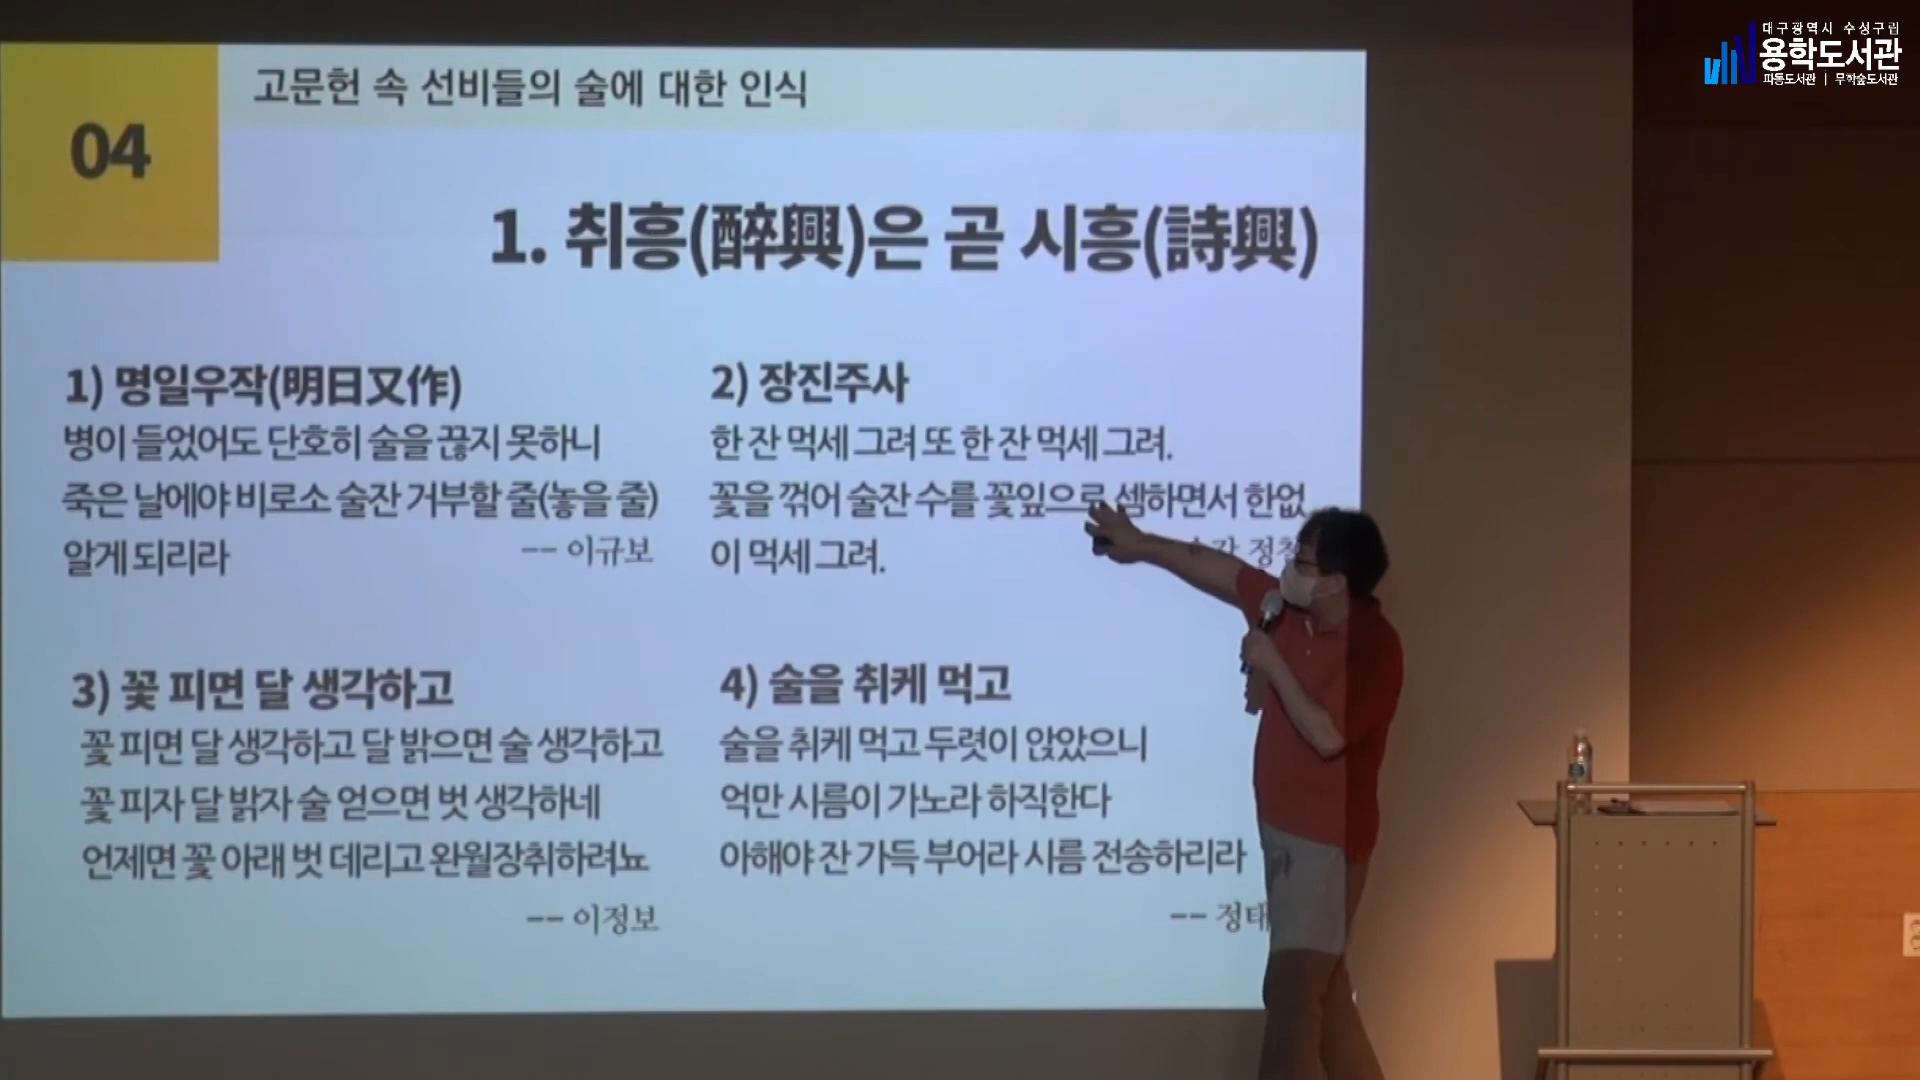 대구광역시 수성구립
용학도서관
파동도서관 | 무학숲도서관
04
고문헌 속 선비들의 술에 대한 인식
1. 취흥(醉興)은 곧 시흥(詩興)
1) 명일우작(明日又作)
병이 들었어도 단호히 술을 끊지 못하니
죽은 날에야 비로소 술잔 거부할 줄(놓을 줄)
알게 되리라
-- 이규보
2) 장진주사
한 잔 먹세 그려 또 한 잔 먹세 그려.
꽃을 꺾어 술잔 수를 꽃잎으로 셈하면서 한없
이 먹세 그려.
정철
3) 꽃 피면 달 생각하고
꽃 피면 달 생각하고 달 밝으면 술 생각하고
꽃 피자 달 밝자 술 얻으면 벗 생각하네
언제면 꽃 아래 벗 데리고 완월장취하려뇨
-- 이정보
4) 술을 취케 먹고
술을 취케 먹고 두렷이 앉았으니
억만 시름이 가노라 하직한다
아해야 잔 가득 부어라 시름 전송하리라
-- 정태